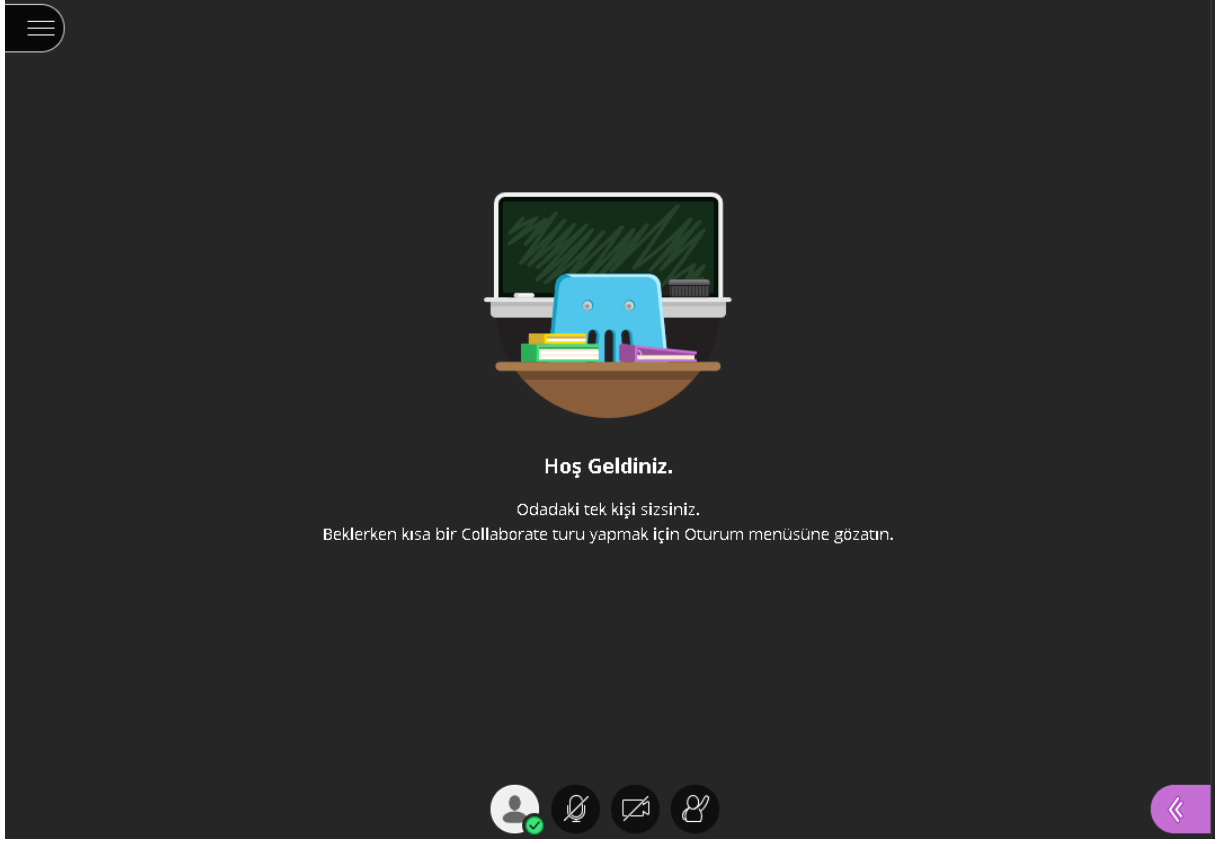 Hoş Geldiniz.
Odadaki tek kişi sizsiniz.
Beklerken kısa bir Collaborate turu yapmak için Oturum menüsüne gözatın.